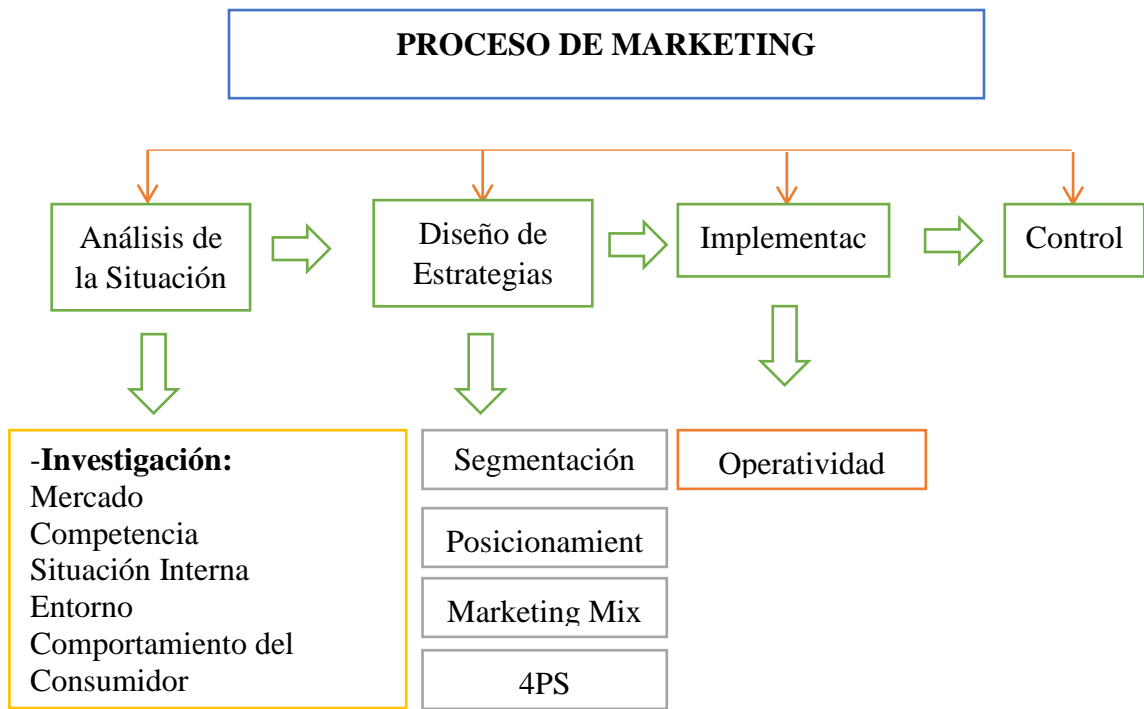 PROCESO DE MARKETING
Análisis de
la Situación
Diseño de
Estrategias
Implementac
Control
-Investigación:
Mercado
Competencia
Situación Interna
Entorno
Comportamiento del
Consumidor
Segmentación
Posicionamient
Marketing Mix
4PS
Operatividad